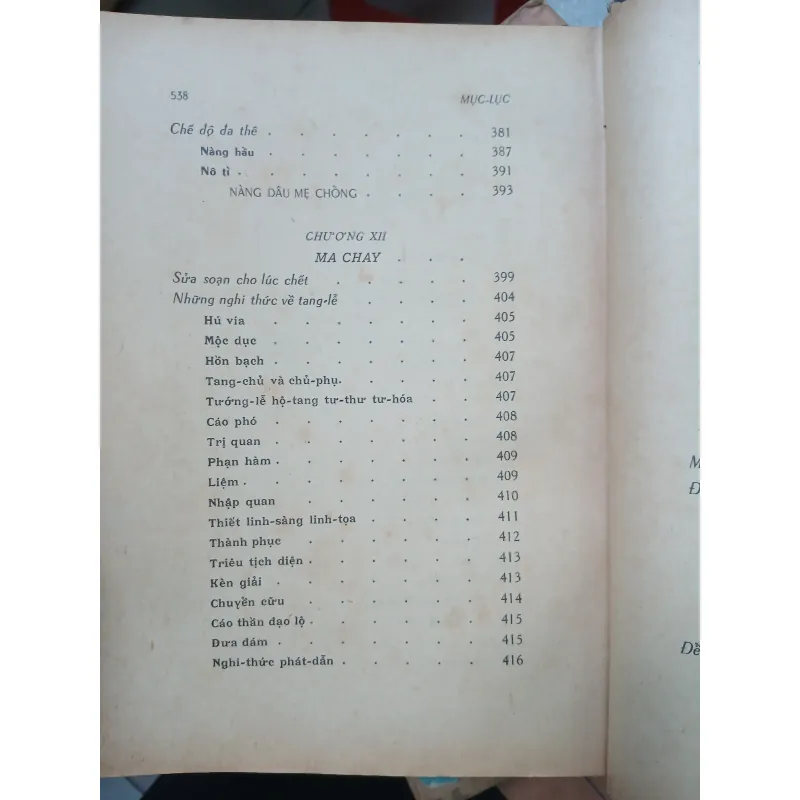 538 MỤC-LỤC
Chế độ đa thê . . . . . . 381
Nàng hầu . . . . . . 387
Nô tì . . . . . . . 391
NÀNG DÂU MẸ CHỒNG . . . . 393
CHƯƠNG XII
MA CHAY . . .
Sửa soạn cho lúc chết . . . . . 399
Những nghi thức về tang-lễ . . . . 404
Hú vía . . . . . . 405
Mộc dục . . . . . . 405
Hồn bạch . . . . . . 407
Tang-chủ và chủ-phụ. . . . . 407
Tướng-lễ hộ-tang tư-thư tư-hóa . . 407
Cáo phó . . . . . . 408
Trị quan . . . . . . 408
Phạn hàm . . . . . . 409
Liệm . . . . . . . 409
Nhập quan . . . . . 410
Thiết linh-sàng linh-tọa . . . . 411
Thành phục . . . . . 412
Triêu tịch diện . . . . . . 413
Kèn giải . . . . . . 413
Chuyển cữu . . . . . . 414
Cáo thần đạo lộ . . . . . . 415
Đưa đám . . . . . . 415
Nghi-thức phát-dẫn . . . . . 416
M
Đ
Đề